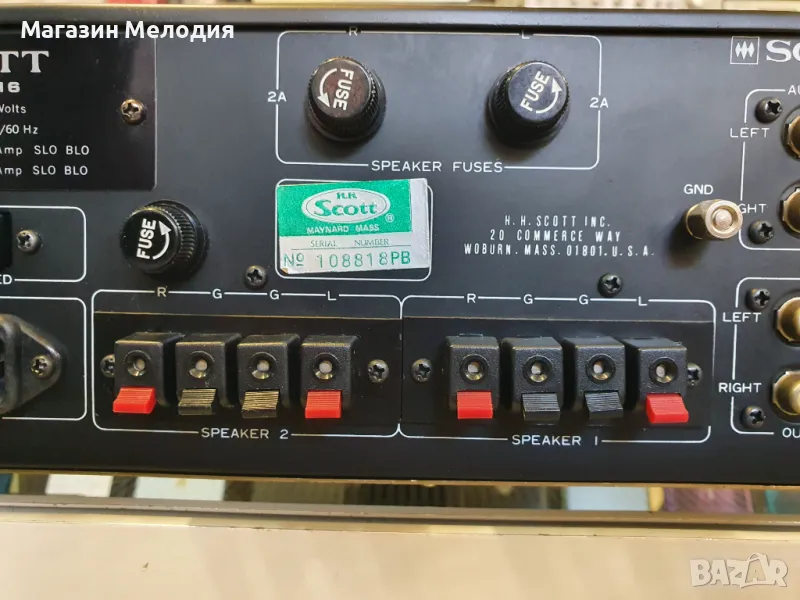 Магазин Мелодия
TT
16
Volts
/60 Hz
Amp SLO BLO
Amp SLO BLO
R
L
2A
FUSE
FUSE
2A
SPEAKER FUSES
SC
LEFT
GHT
GND
FUSE
H.H. Scott ®
MAYNARD MASS
SERIAL NUMBER
No 108818PB
H. H. SCOTT INC.
20 COMMERCE WAY
WOBURN. MASS. 01801. U. S. A.
ED
R G G L
R G G L
SPEAKER 2
SPEAKER 1
LEFT
RIGHT
OU
BAZAR